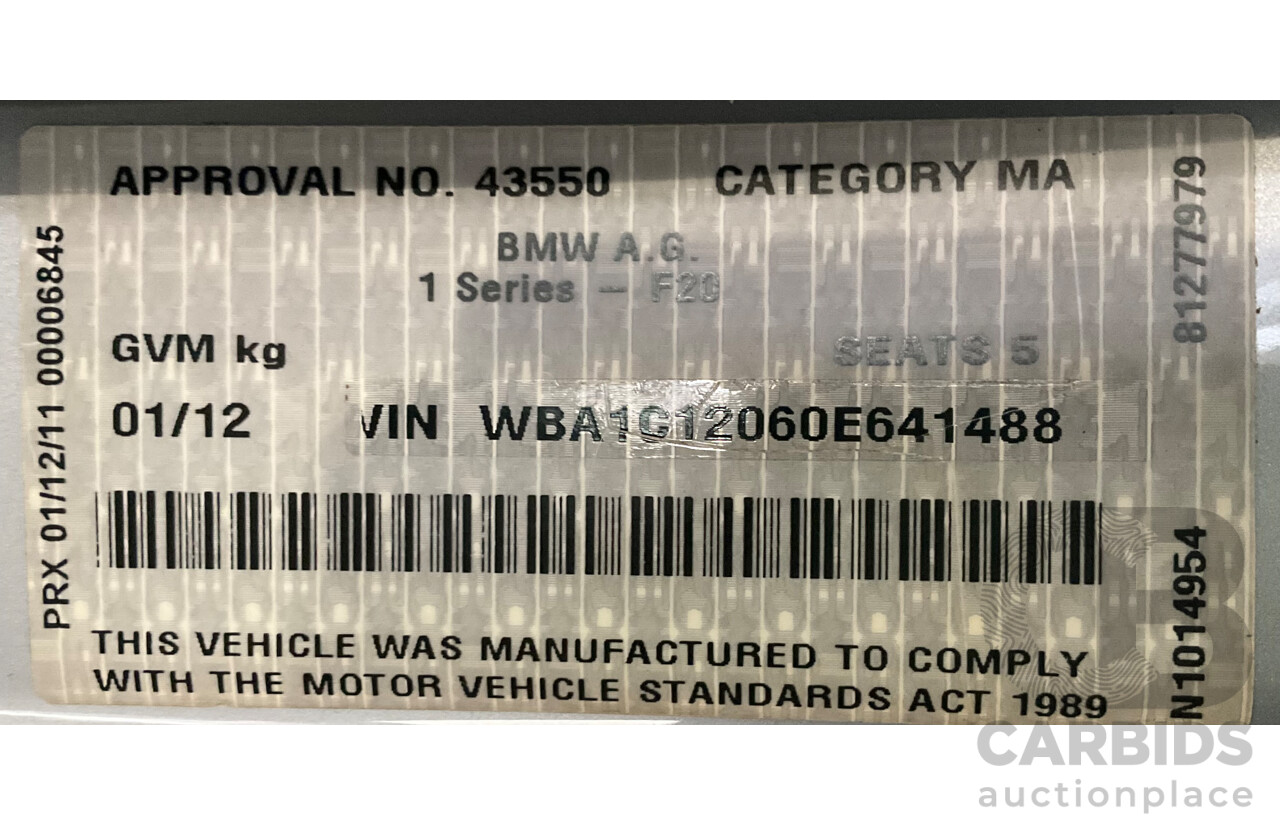 APPROVAL NO. 43550 CATEGORY MA
BMW A.G.
1 Series – F20
GVM kg SEATS 5
01/12 VIN WBA1C12060E641488
THIS VEHICLE WAS MANUFACTURED TO COMPLY
WITH THE MOTOR VEHICLE STANDARDS ACT 1989
PRX 01/12/11 00006845
81277979
N1014954
CARBIDS
auctionplace